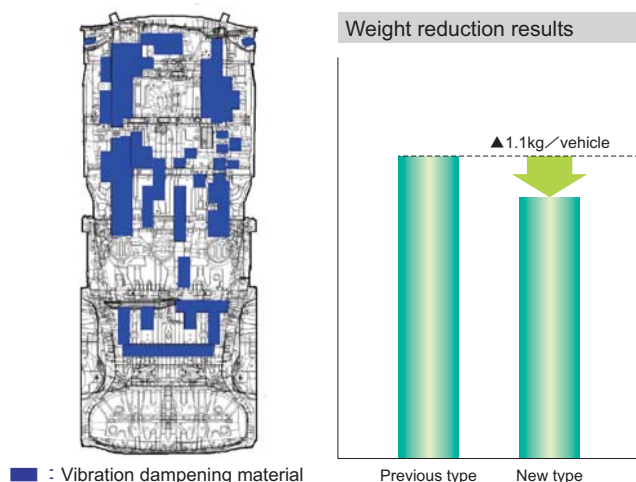 Weight reduction results
▲1.1kg／vehicle
Previous type
New type
: Vibration dampening material